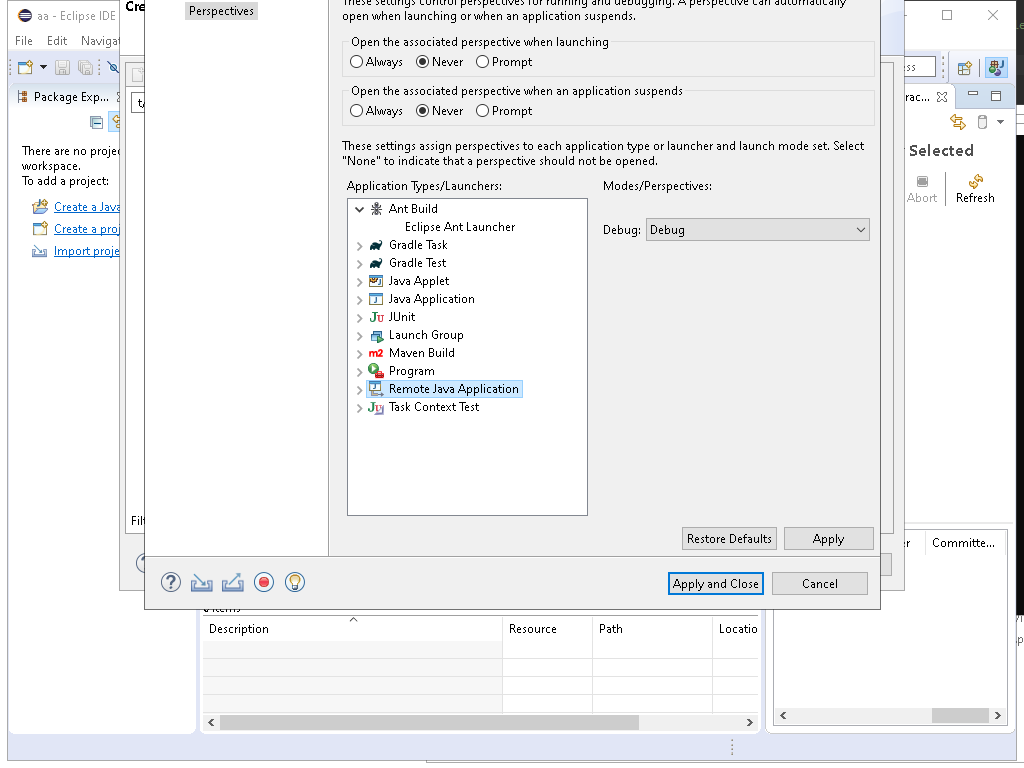 aa - Eclipse IDE
Cre
File Edit Navigat
Package Exp...
There are no proje
workspace.
To add a project:
Create a Java
Create a proj
Import proje
Perspectives
These settings control perspectives for running and debugging. A perspective can automatically
open when launching or when an application suspends.
Open the associated perspective when launching
Always Never Prompt
Open the associated perspective when an application suspends
Always Never Prompt
These settings assign perspectives to each application type or launcher and launch mode set. Select
"None" to indicate that a perspective should not be opened.
Application Types/Launchers:
Modes/Perspectives:
Ant Build
Eclipse Ant Launcher
Gradle Task
Gradle Test
Java Applet
Java Application
JUnit
Launch Group
Maven Build
Program
Remote Java Application
Task Context Test
Debug: Debug
Restore Defaults Apply
Apply and Close Cancel
ess
rac...
Selected
Abort Refresh
Filt
er Committe...
Items
Description Resource Path Locatio